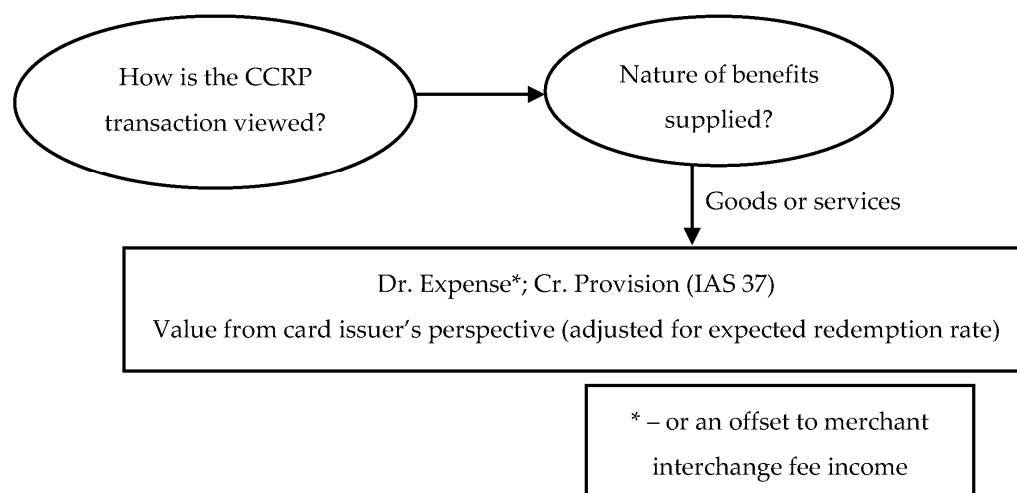 How is the CCRP
transaction viewed?
Nature of benefits
supplied?
Goods or services
Dr. Expense*; Cr. Provision (IAS 37)
Value from card issuer’s perspective (adjusted for expected redemption rate)
* – or an offset to merchant
interchange fee income